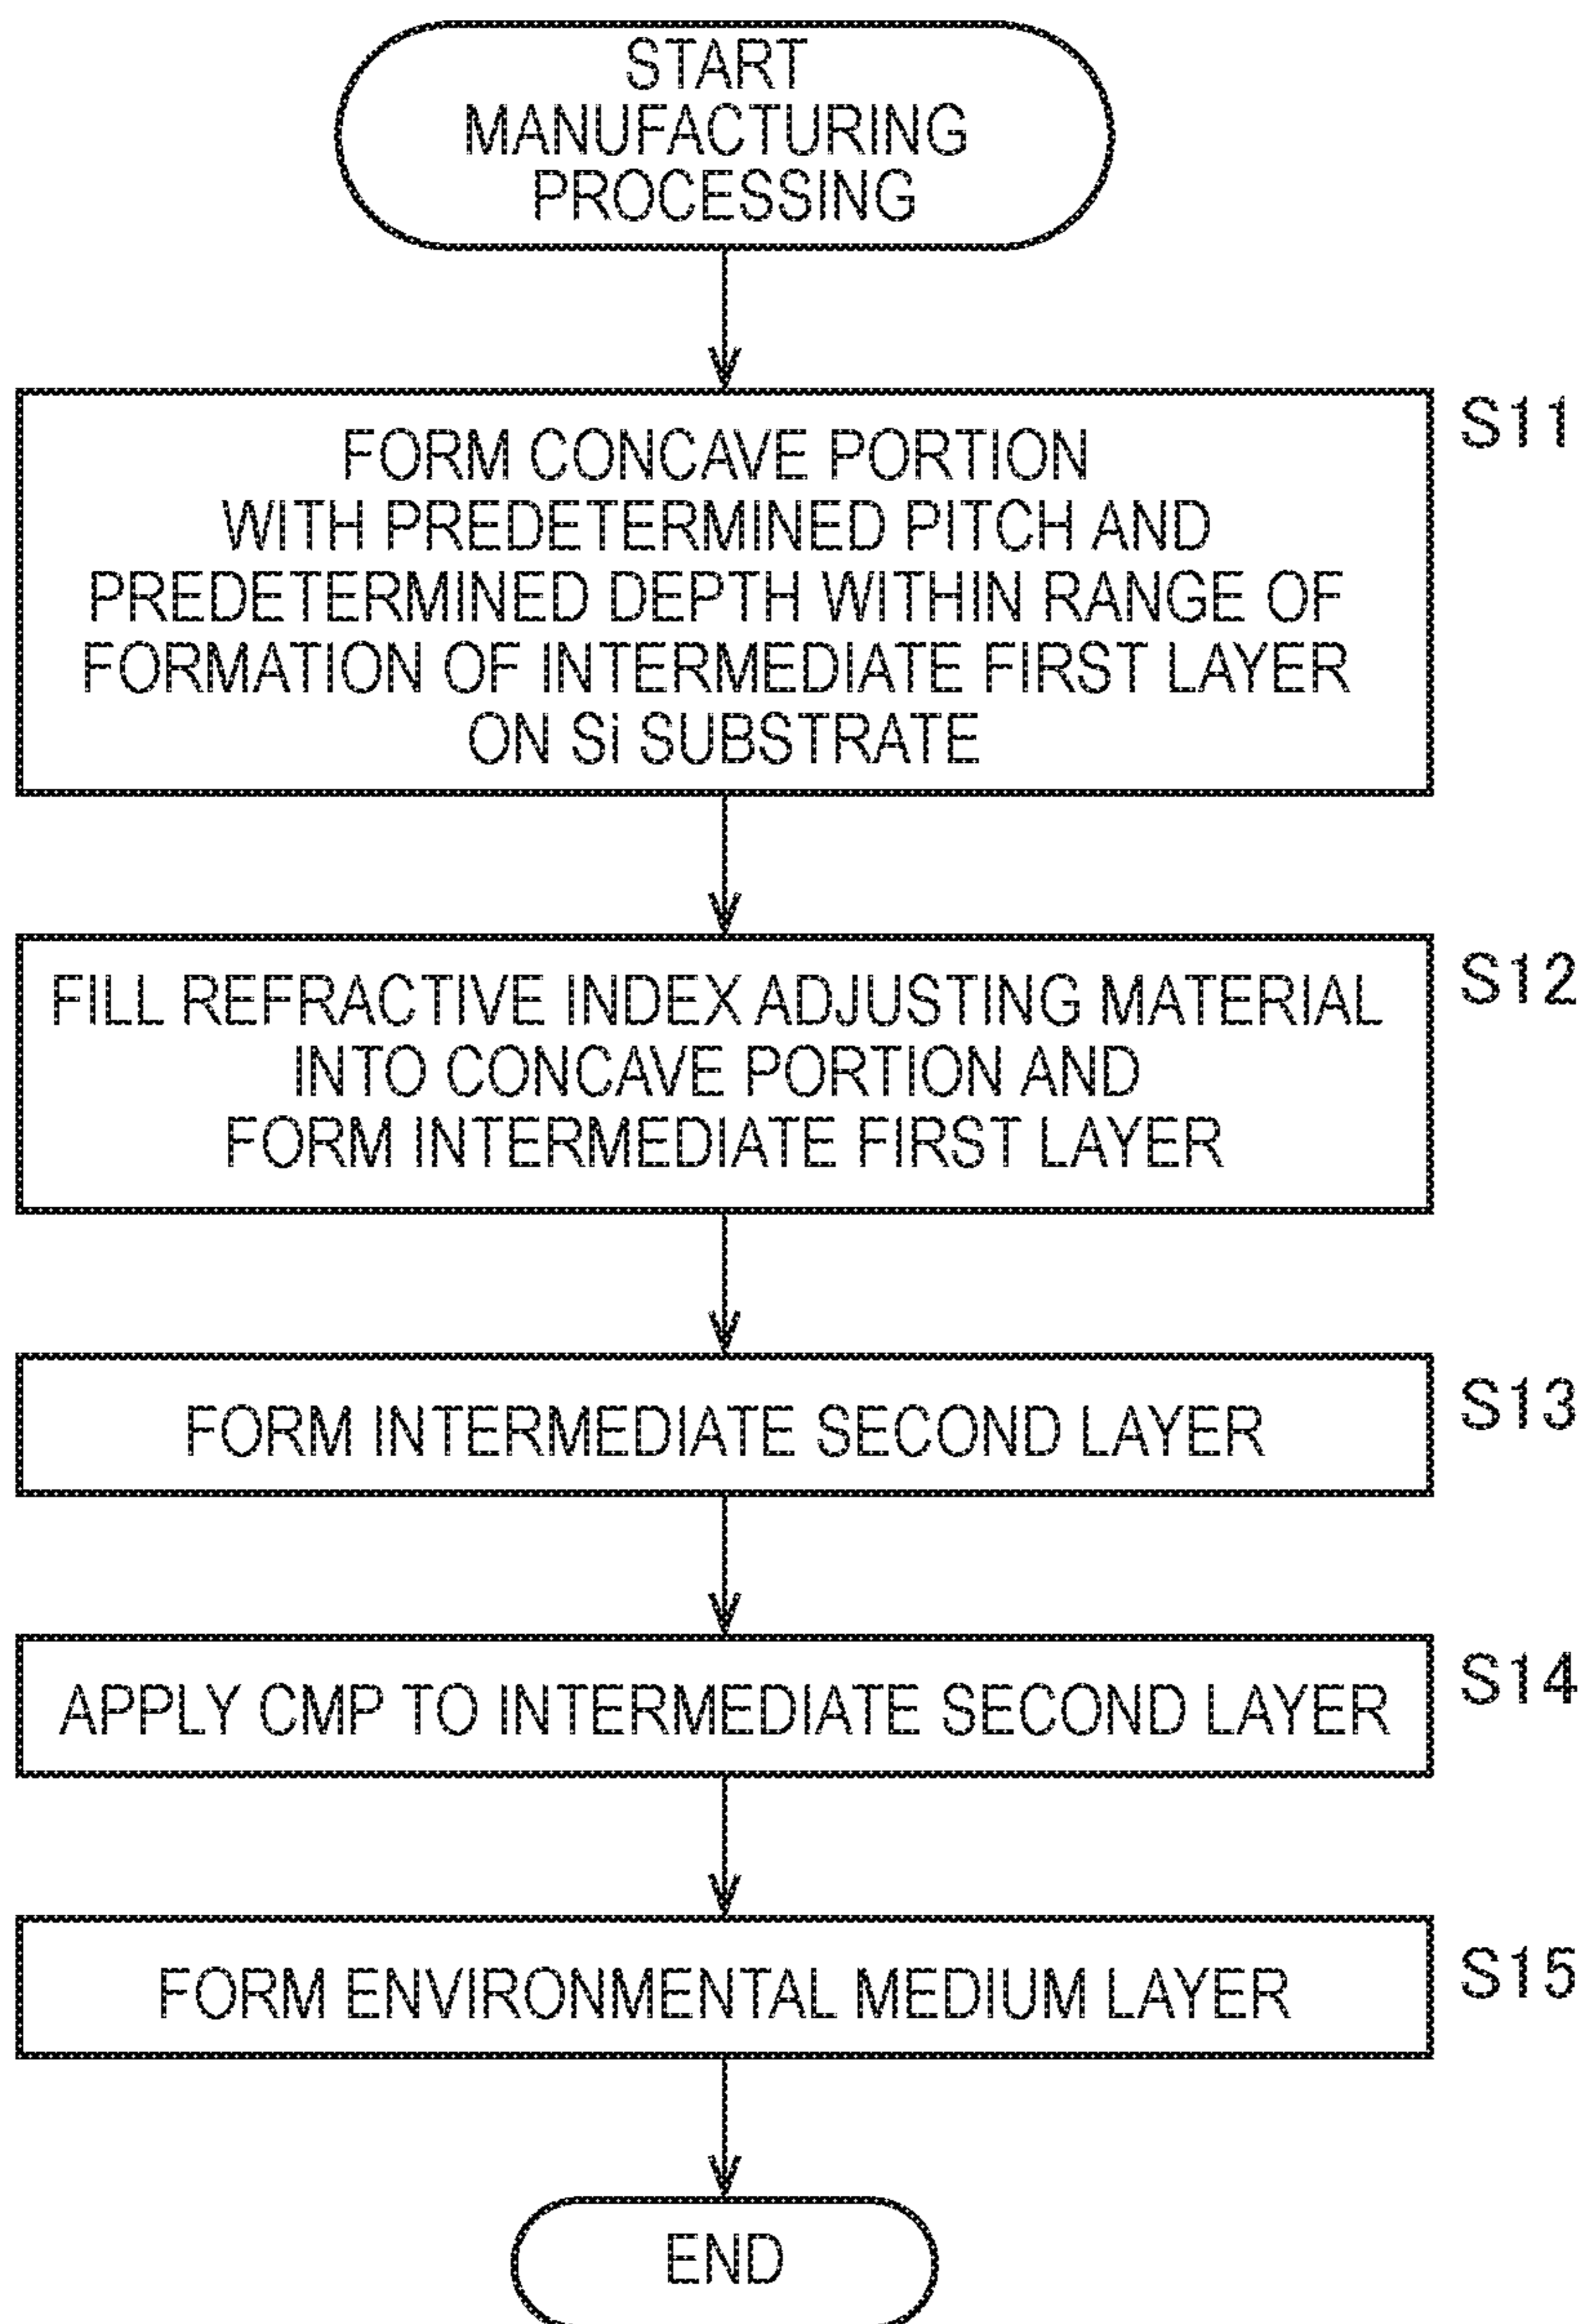 START
MANUFACTURING
PROCESSING
S11
FORM CONCAVE PORTION
WITH PREDETERMINED PITCH AND
PREDETERMINED DEPTH WITHIN RANGE OF
FORMATION OF INTERMEDIATE FIRST LAYER
ON Si SUBSTRATE
S12
FILL REFRACTIVE INDEX ADJUSTING MATERIAL
INTO CONCAVE PORTION AND
FORM INTERMEDIATE FIRST LAYER
S13
FORM INTERMEDIATE SECOND LAYER
S14
APPLY CMP TO INTERMEDIATE SECOND LAYER
S15
FORM ENVIRONMENTAL MEDIUM LAYER
END